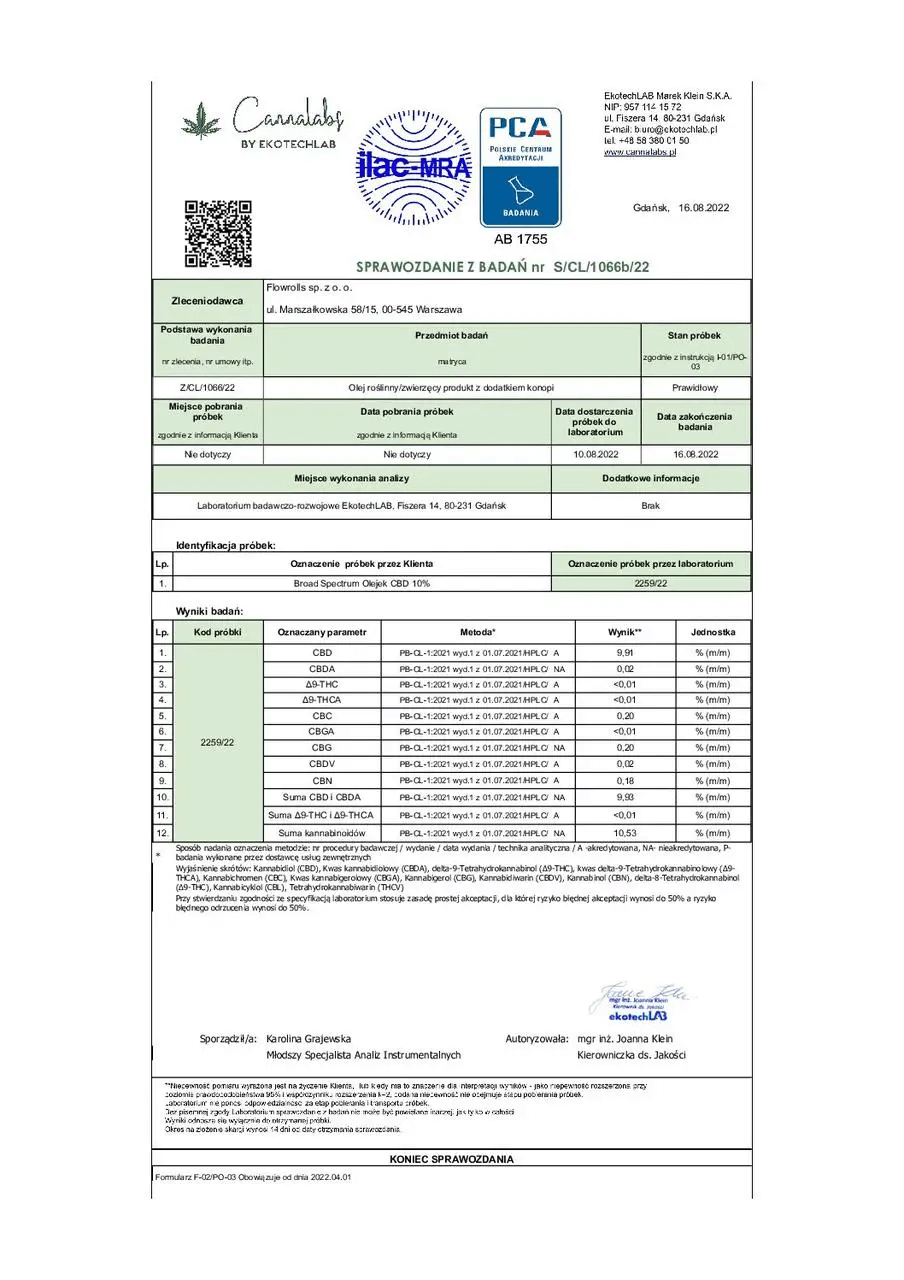 Cannalabs
BY EKOTECHLAB
ilac-MRA
PCA
POLSKIE CENTRUM
AKREDYTACJI
BADANIA
AB 1755
EkotechLAB Marek Klein S.K.A.
NIP: 957 114 15 72
ul. Fiszera 14, 80-231 Gdańsk
E-mail: biuro@ekotechlab.pl
tel. +48 58 380 01 50
www.cannalabs.pl
Gdańsk, 16.08.2022
SPRAWOZDANIE Z BADAŃ nr S/CL/1066b/22
Zleceniodawca
Flowrolls sp. z o. o.
ul. Marszałkowska 58/15, 00-545 Warszawa
Podstawa wykonania badania
nr zlecenia, nr umowy itp.
Przedmiot badań
matryca
Stan próbek
zgodnie z instrukcją I-01/PO-03
Z/CL/1066/22 Olej roślinny/zwierzęcy produkt z dodatkiem konopi Prawidłowy
Miejsce pobrania próbek
zgodnie z informacją Klienta
Data pobrania próbek
zgodnie z informacją Klienta
Data dostarczenia próbek do laboratorium
Data zakończenia badania
Nie dotyczy Nie dotyczy 10.08.2022 16.08.2022
Miejsce wykonania analizy Dodatkowe informacje
Laboratorium badawczo-rozwojowe EkotechLAB, Fiszera 14, 80-231 Gdańsk Brak
Identyfikacja próbek:
Lp. Oznaczenie próbek przez Klienta Oznaczenie próbek przez laboratorium
1. Broad Spectrum Olejek CBD 10% 2259/22
Wyniki badań:
Lp. Kod próbki Oznaczany parametr Metoda* Wynik** Jednostka
2259/22
1. CBD PB-CL-1:2021 wyd.1 z 01.07.2021/HPLC/ A 9,91 % (m/m)
2. CBDA PB-CL-1:2021 wyd.1 z 01.07.2021/HPLC/ NA 0,02 % (m/m)
3. Δ9-THC PB-CL-1:2021 wyd.1 z 01.07.2021/HPLC/ A <0,01 % (m/m)
4. Δ9-THCA PB-CL-1:2021 wyd.1 z 01.07.2021/HPLC/ A <0,01 % (m/m)
5. CBC PB-CL-1:2021 wyd.1 z 01.07.2021/HPLC/ A 0,20 % (m/m)
6. CBGA PB-CL-1:2021 wyd.1 z 01.07.2021/HPLC/ A <0,01 % (m/m)
7. CBG PB-CL-1:2021 wyd.1 z 01.07.2021/HPLC/ NA 0,20 % (m/m)
8. CBDV PB-CL-1:2021 wyd.1 z 01.07.2021/HPLC/ A 0,02 % (m/m)
9. CBN PB-CL-1:2021 wyd.1 z 01.07.2021/HPLC/ A 0,18 % (m/m)
10. Suma CBD i CBDA PB-CL-1:2021 wyd.1 z 01.07.2021/HPLC/ NA 9,93 % (m/m)
11. Suma Δ9-THC i Δ9-THCA PB-CL-1:2021 wyd.1 z 01.07.2021/HPLC/ A <0,01 % (m/m)
12. Suma kannabinoidów PB-CL-1:2021 wyd.1 z 01.07.2021/HPLC/ NA 10,53 % (m/m)
* Sposób nadania oznaczenia metodzie: nr procedury badawczej / wydanie / data wydania / technika analityczna / A -akredytowana, NA- nieakredytowana, P-
badania wykonane przez dostawcę usług zewnętrznych
Wyjaśnienie skrótów: Kannabidiol (CBD), Kwas kannabidiolowy (CBDA), delta-9-Tetrahydrokannabinol (Δ9-THC), kwas delta-9-Tetrahydrokannabinolowy (Δ9-
THCA), Kannabichromen (CBC), Kwas kannabigerolowy (CBGA), Kannabigerol (CBG), Kannabidiwarin (CBDV), Kannabinol (CBN), delta-8-Tetrahydrokannabinol
(Δ9-THC), Kannabicyklol (CBL), Tetrahydrokannabiwarin (THCV)
Przy stwierdzaniu zgodności ze specyfikacją laboratorium stosuje zasadę prostej akceptacji, dla której ryzyko błędnej akceptacji wynosi do 50% a ryzyko
błędnego odrzucenia wynosi do 50%.
mgr inż. Joanna Klein
Kierownik ds. Jakości
ekotechLAB
Sporządził/a: Karolina Grajewska
Młodszy Specjalista Analiz Instrumentalnych
Autoryzowała: mgr inż. Joanna Klein
Kierowniczka ds. Jakości
**Niepewność pomiaru wyrażona jest na życzenie Klienta, lub kiedy ma to znaczenie dla interpretacji wyników - jako niepewność rozszerzona przy
poziomie prawdopodobieństwa 95% i współczynniku rozszerzenia k=2, podana niepewność nie obejmuje etapu pobierania próbek.
Laboratorium nie ponosi odpowiedzialności za etap pobierania i transportu próbek.
Bez pisemnej zgody Laboratorium sprawozdanie z badań nie może być powielane inaczej, jak tylko w całości
Wyniki odnoszą się wyłącznie do otrzymanej próbki.
Okres na złożenie skargi wynosi 14 dni od daty otrzymania sprawozdania.
KONIEC SPRAWOZDANIA
Formularz F-02/PO-03 Obowiązuje od dnia 2022.04.01